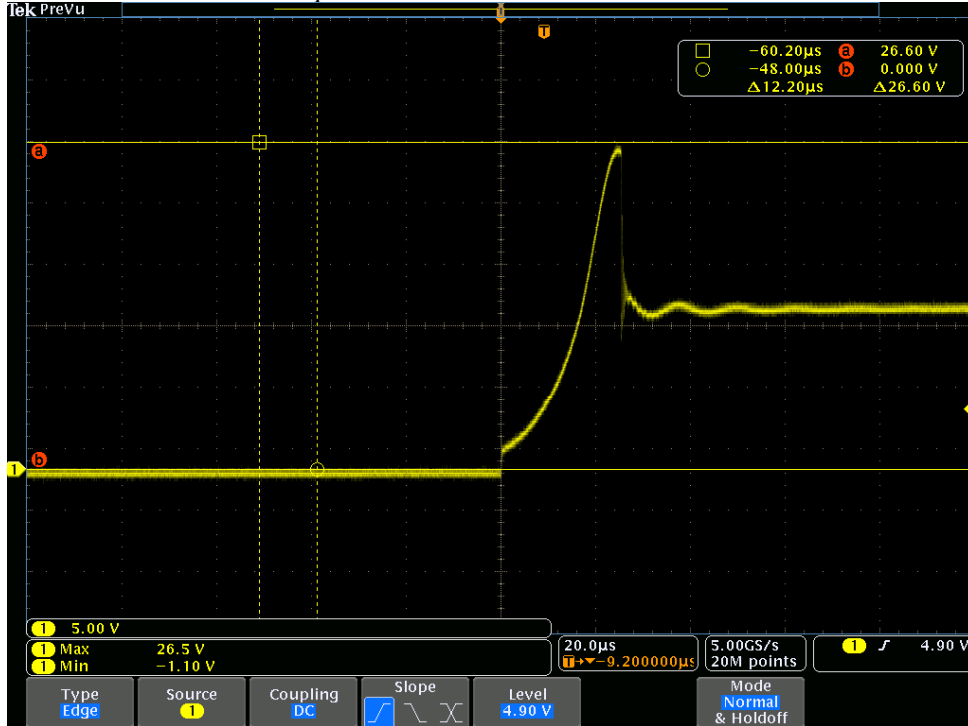 Tek PreVu
T
T
−60.20µs a 26.60 V
−48.00µs b 0.000 V
Δ12.20µs Δ26.60 V
a
b
1
1 5.00 V
1 Max 26.5 V
1 Min −1.10 V
20.0µs
T→▼−9.200000µs
5.00GS/s
20M points
1 4.90 V
Type
Edge
Source
1
Coupling
DC
Slope
Level
4.90 V
Mode
Normal
& Holdoff